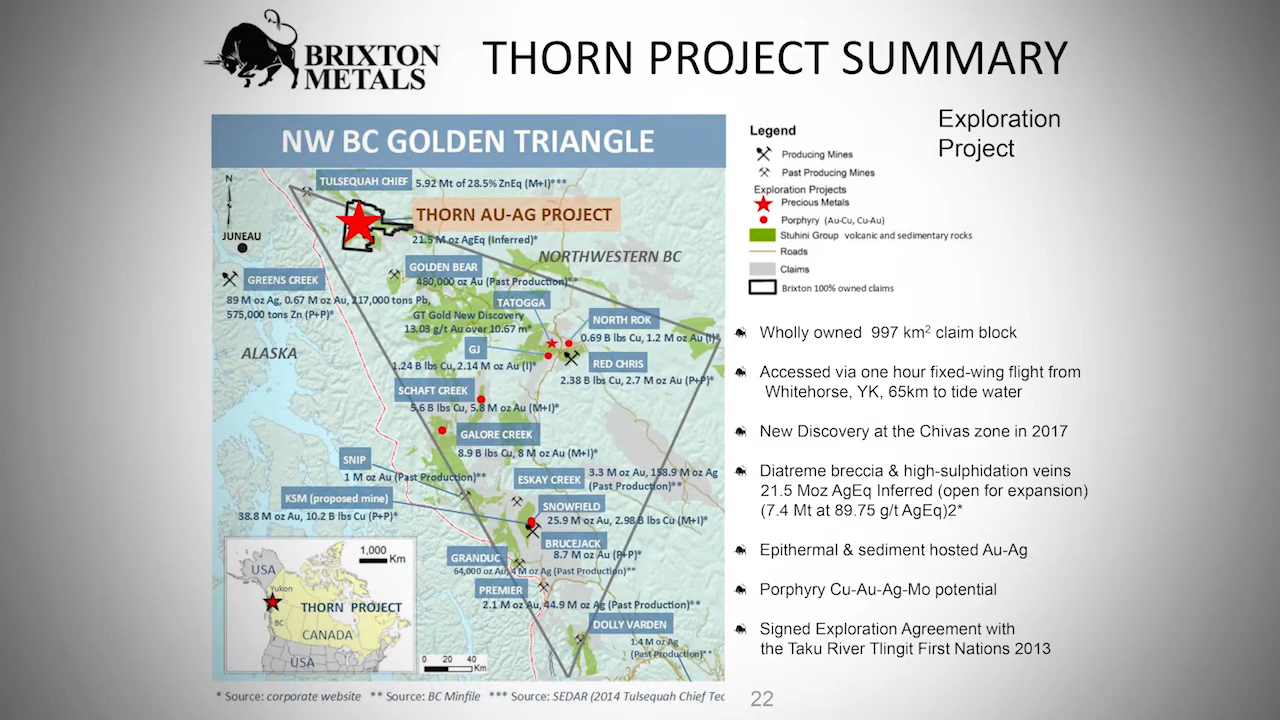 BRIXTON
METALS
THORN PROJECT SUMMARY
NW BC GOLDEN TRIANGLE
N
TULSEQUAH CHIEF 5.92 Mt of 28.5% ZnEq (M+I)***
THORN AU-AG PROJECT
21.5 M oz AgEq (Inferred)*
JUNEAU
NORTHWESTERN BC
GOLDEN BEAR
480,000 oz Au (Past Production)**
GREENS CREEK
89 M oz Ag, 0.67 M oz Au, 217,000 tons Pb,
575,000 tons Zn (P+P)*
TATOGGA
GT Gold New Discovery
13.03 g/t Au over 10.67 m*
NORTH ROK
0.69 B lbs Cu, 1.2 M oz Au (I)*
ALASKA
GJ
1.24 B lbs Cu, 2.14 M oz Au (I)*
RED CHRIS
2.38 B lbs Cu, 2.7 M oz Au (P+P)*
SCHAFT CREEK
5.6 B lbs Cu, 5.8 M oz Au (M+I)*
GALORE CREEK
8.9 B lbs Cu, 8 M oz Au (M+I)*
SNIP
1 M oz Au (Past Production)**
ESKAY CREEK 3.3 M oz Au, 158.9 M oz Ag
(Past Production)**
KSM (proposed mine)
38.8 M oz Au, 10.2 B lbs Cu (P+P)*
SNOWFIELD
25.9 M oz Au, 2.98 B lbs Cu (M+I)*
BRUCEJACK
8.7 M oz Au (P+P)*
GRANDUC
64,000 oz Au, 4 M oz Ag (Past Production)**
PREMIER
2.1 M oz Au, 44.9 M oz Ag (Past Production)**
DOLLY VARDEN
1.4 M oz Ag
(Past Production)**
1,000
Km
USA
Yukon
THORN PROJECT
BC
CANADA
USA
0 20 40
Km
* Source: corporate website ** Source: BC Minfile *** Source: SEDAR (2014 Tulsequah Chief Tec
Legend
Producing Mines
Past Producing Mines
Exploration Projects
Precious Metals
Porphyry (Au-Cu, Cu-Au)
Stuhini Group volcanic and sedimentary rocks
Roads
Claims
Brixton 100% owned claims
Exploration
Project
Wholly owned 997 km2 claim block
Accessed via one hour fixed-wing flight from
Whitehorse, YK, 65km to tide water
New Discovery at the Chivas zone in 2017
Diatreme breccia & high-sulphidation veins
21.5 Moz AgEq Inferred (open for expansion)
(7.4 Mt at 89.75 g/t AgEq)2*
Epithermal & sediment hosted Au-Ag
Porphyry Cu-Au-Ag-Mo potential
Signed Exploration Agreement with
the Taku River Tlingit First Nations 2013
22